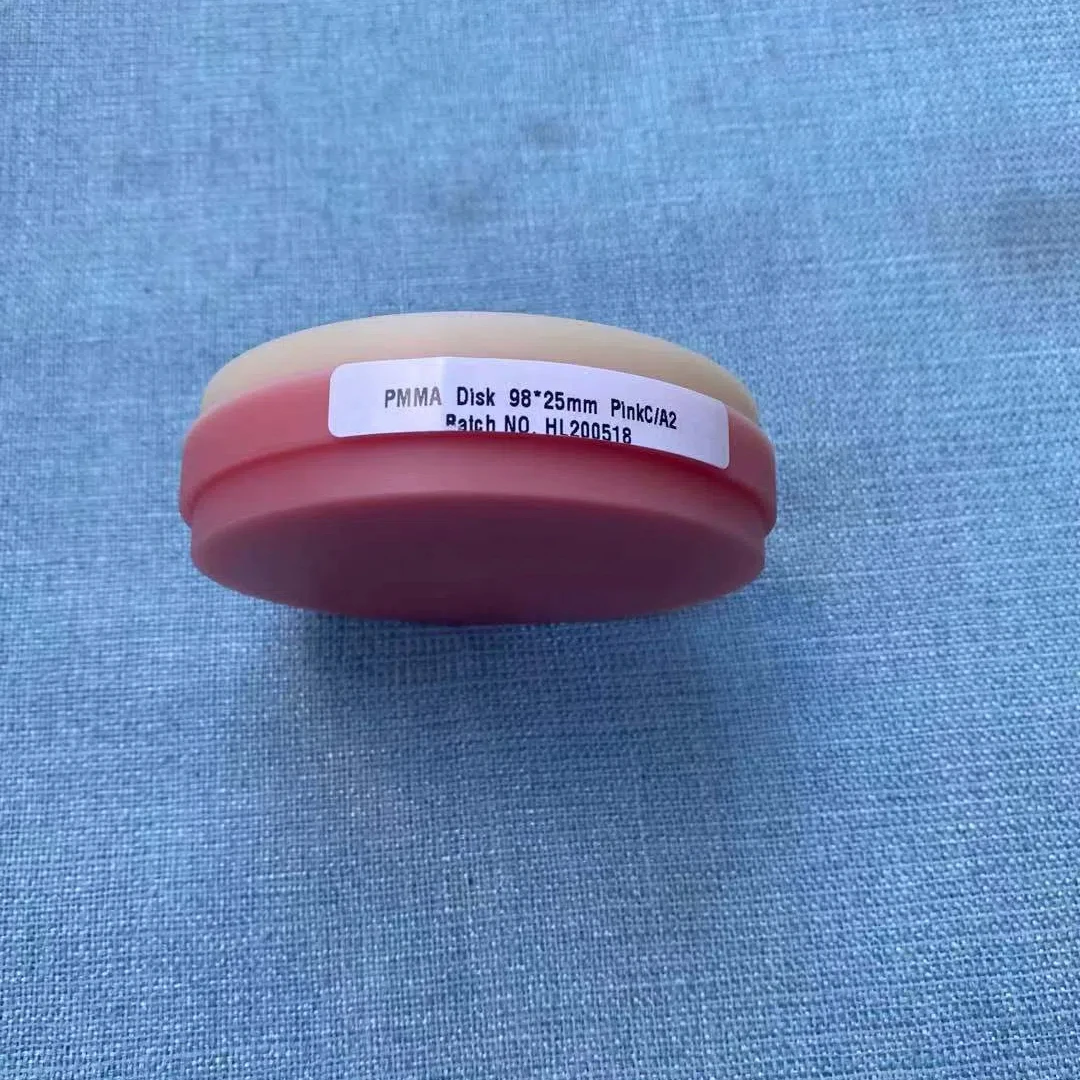 PMMA Disk 98*25mm PinkC/A2
Batch NO. HL200518